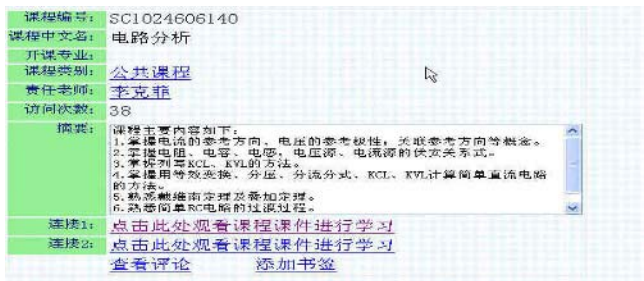 课程编号: SC1024606140
课程中文名: 电路分析
开课专业:
课程类别: 公共课程
责任老师: 李克菲
访问次数: 38
摘要: 课程主要内容如下:
1.掌握电流的参考方向、电压的参考极性,关联参考方向等概念。
2.掌握电阻、电容、电感,电压源、电流源的伏安关系式。
3.掌握列写KCL、KVL的方法。
4.掌握用等效变换、分压、分流公式、KCL、KVL计算简单直流电路
的方法。
5.熟悉戴维南定理及叠加定理。
6.熟悉简单RC电路的过渡过程。
连接1: 点击此处观看课程课件进行学习
连接2: 点击此处观看课程课件进行学习
查看评论 添加书签